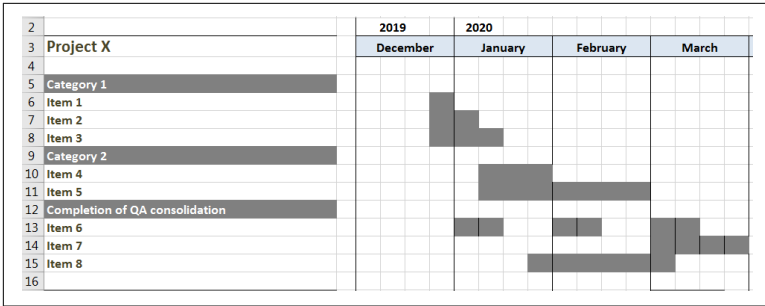 2 2019 2020
3 Project X December January February March
4
5 Category 1
6 Item 1
7 Item 2
8 Item 3
9 Category 2
10 Item 4
11 Item 5
12 Completion of QA consolidation
13 Item 6
14 Item 7
15 Item 8
16